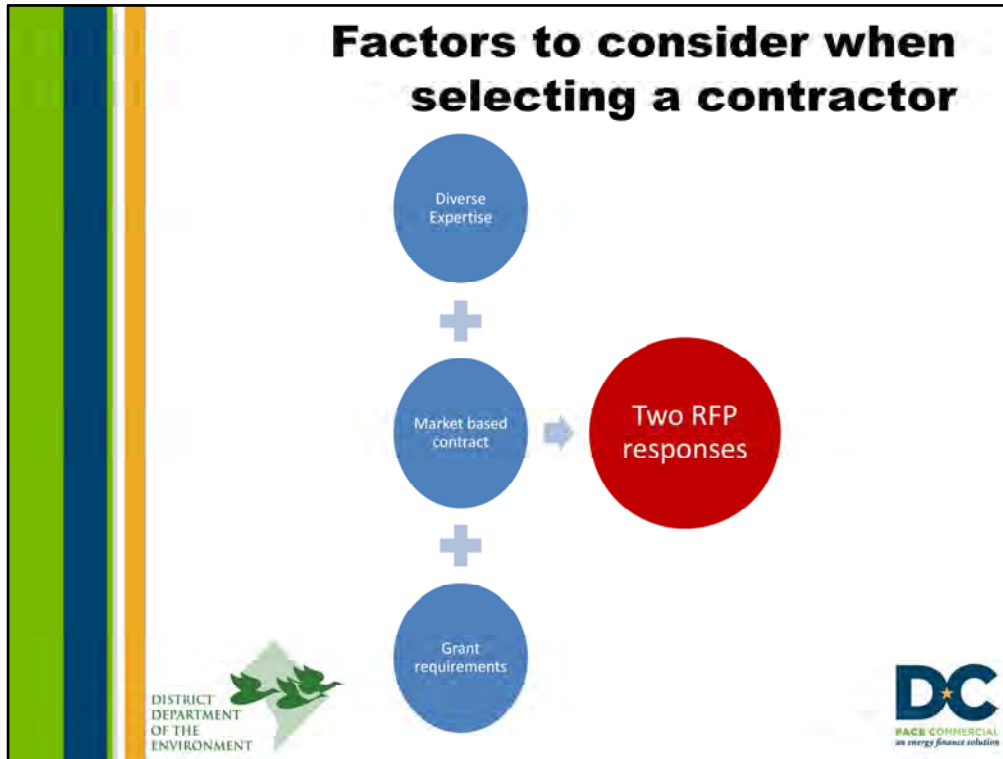 Factors to consider when
selecting a contractor
Diverse
Expertise
Market based
contract
Two RFP
responses
Grant
requirements
DISTRICT
DEPARTMENT
OF THE
ENVIRONMENT
DC
PACE COMMERCIAL
an energy finance solution